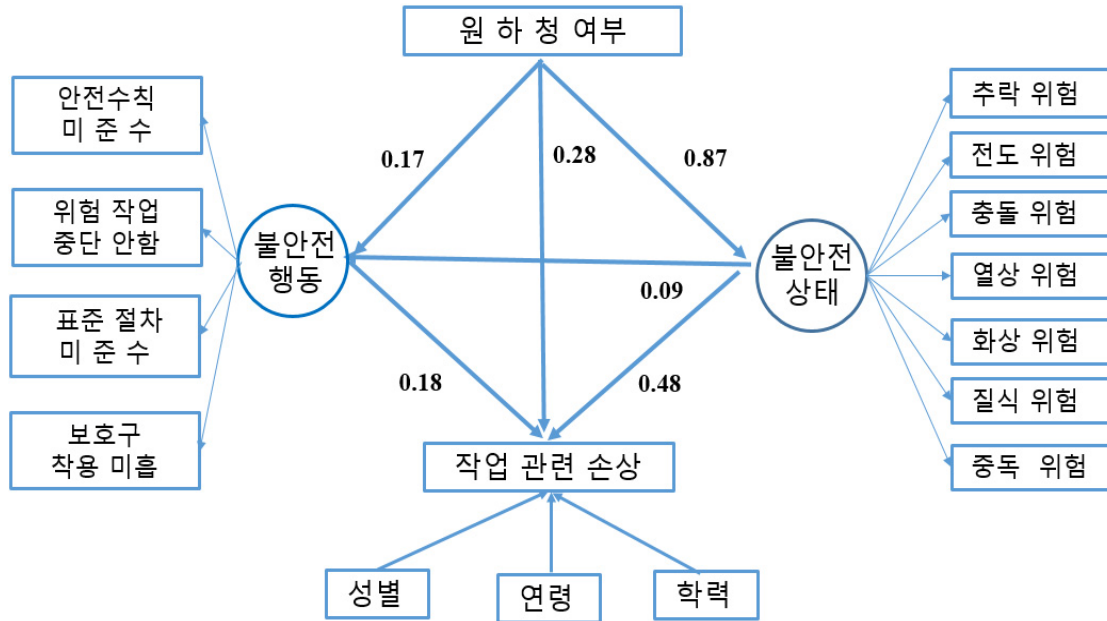 원 하 청 여부
안전수칙
미 준 수
위험 작업
중단 안함
표준 절차
미 준 수
보호구
착용 미흡
불안전
행동
0.17
0.28
0.87
0.09
0.18
0.48
불안전
상태
추락 위험
전도 위험
충돌 위험
열상 위험
화상 위험
질식 위험
중독 위험
작업 관련 손상
성별
연령
학력